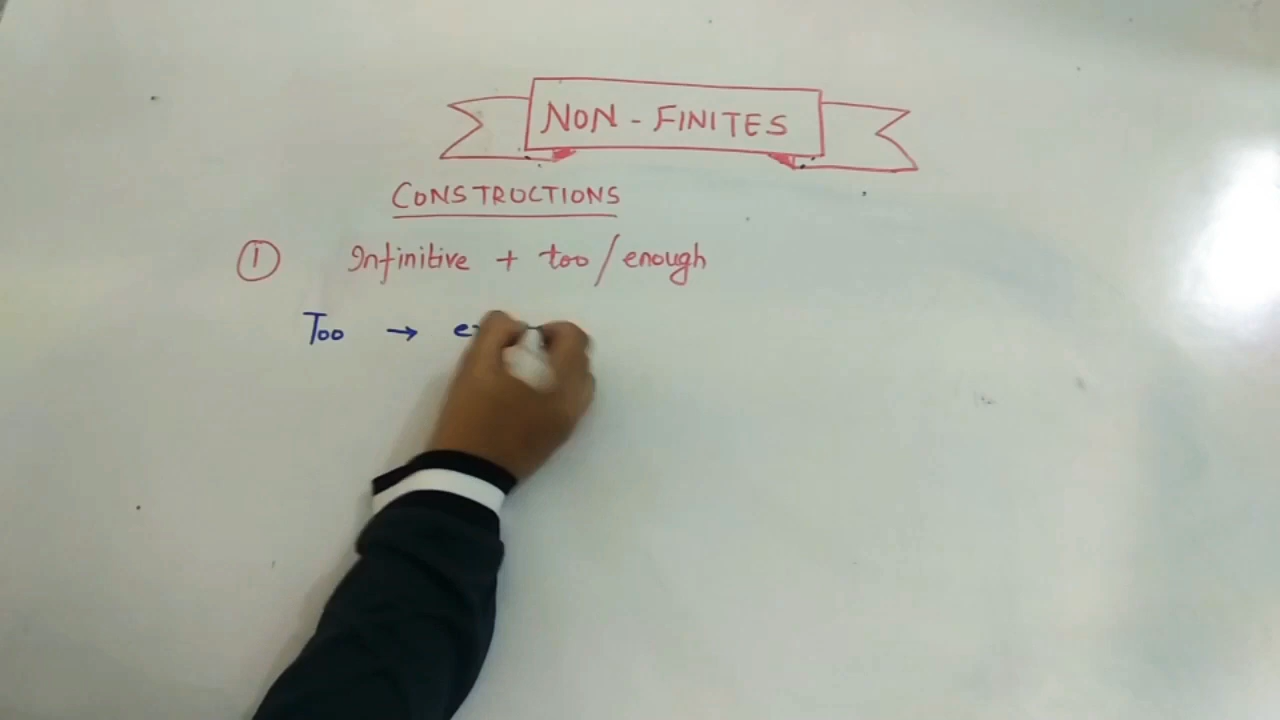 NON - FINITES
CONSTRUCTIONS
① Infinitive + too/enough
Too →